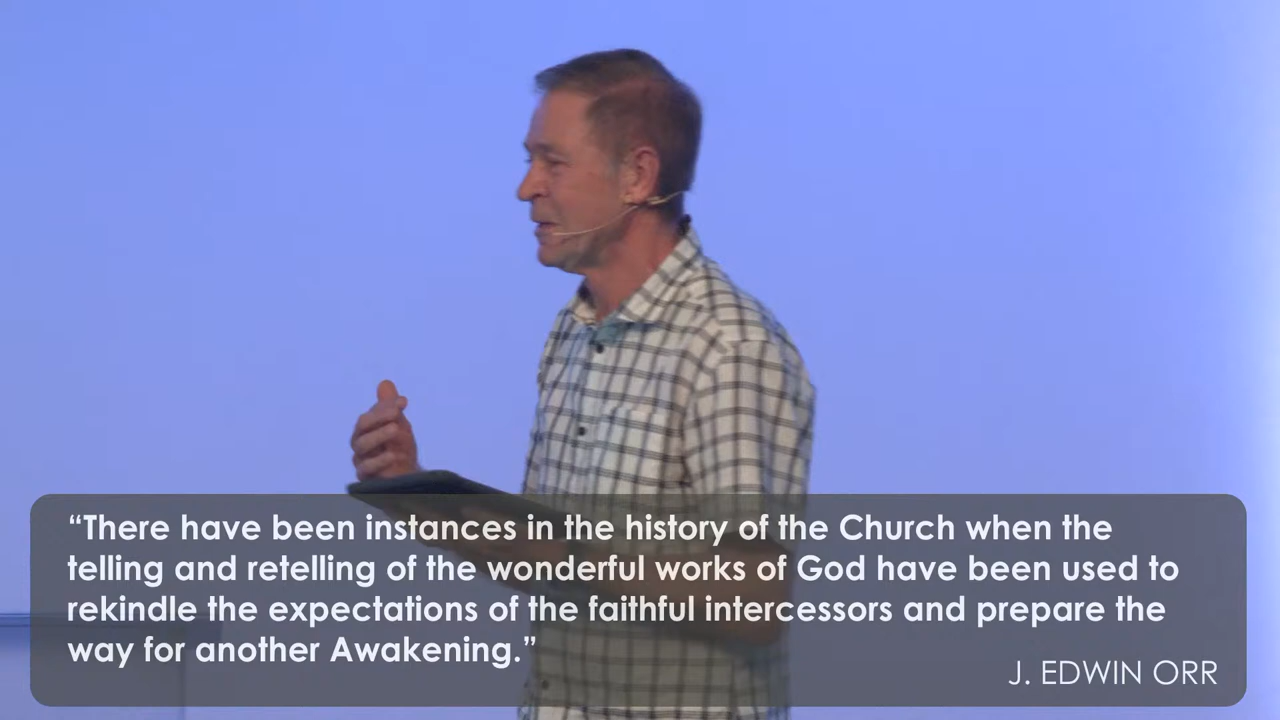 “There have been instances in the history of the Church when the
telling and retelling of the wonderful works of God have been used to
rekindle the expectations of the faithful intercessors and prepare the
way for another Awakening.”
J. EDWIN ORR